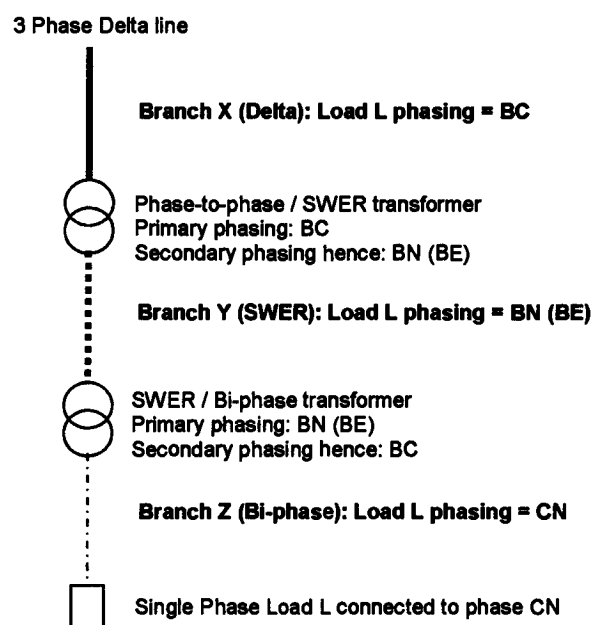 3 Phase Delta line
Branch X (Delta): Load L phasing = BC
Phase-to-phase / SWER transformer
Primary phasing: BC
Secondary phasing hence: BN (BE)
Branch Y (SWER): Load L phasing = BN (BE)
SWER / Bi-phase transformer
Primary phasing: BN (BE)
Secondary phasing hence: BC
Branch Z (Bi-phase): Load L phasing = CN
Single Phase Load L connected to phase CN